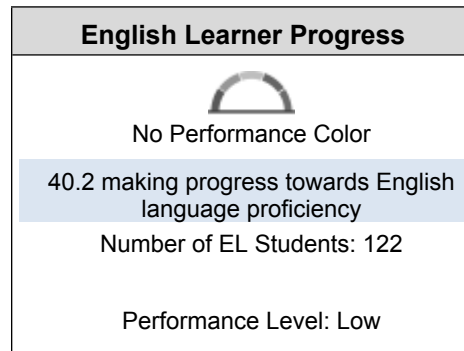 English Learner Progress
No Performance Color
40.2 making progress towards English
language proficiency
Number of EL Students: 122
Performance Level: Low